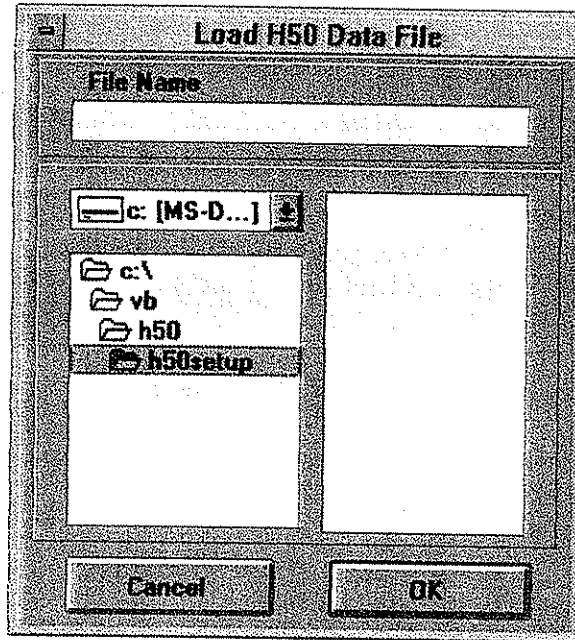 Load H50 Data File
File Name
c: [MS-D...]
c:\
vb
h50
h50setup
Cancel
OK